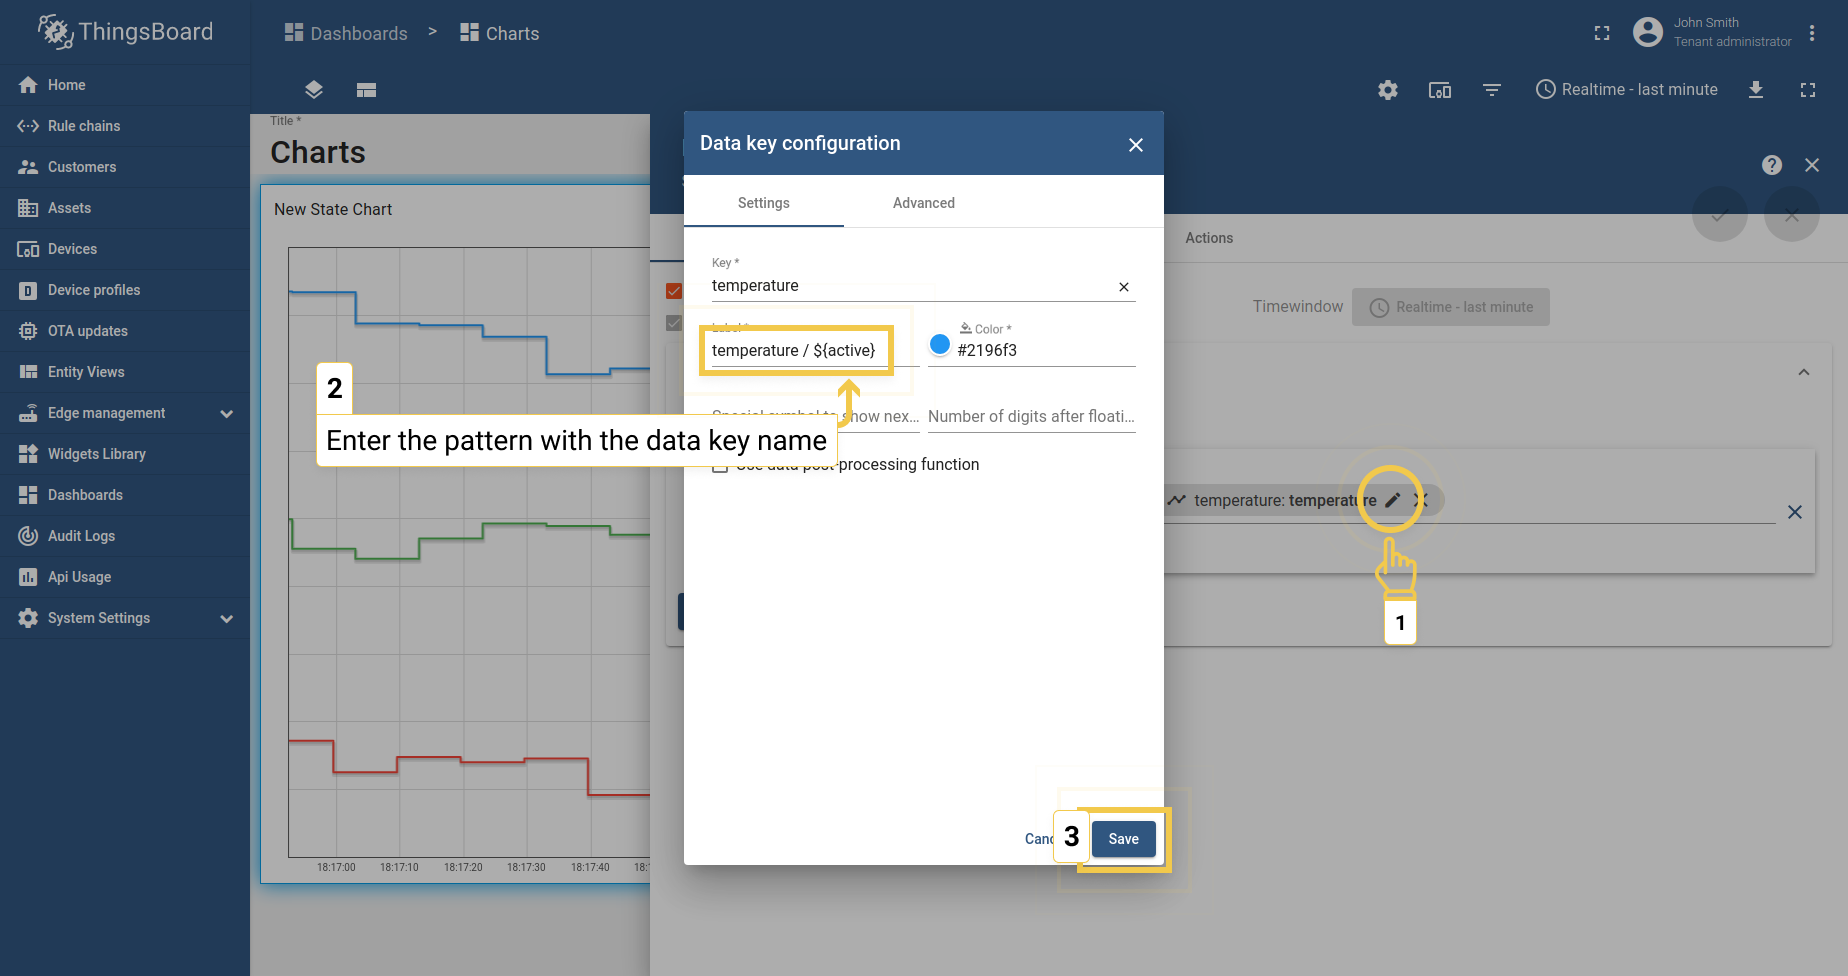 ThingsBoard
Dashboards > Charts
John Smith
Tenant administrator
Home
Rule chains
Customers
Assets
Devices
Device profiles
OTA updates
Entity Views
Edge management
Widgets Library
Dashboards
Audit Logs
Api Usage
System Settings
Realtime - last minute
Title *
Charts
New State Chart
18:17:00 18:17:10 18:17:20 18:17:30 18:17:40 18:1
Data key configuration
Settings Advanced
Key *
temperature
Label *
temperature / ${active}
Color *
#2196f3
2
Enter the pattern with the data key name
Special symbol to show nex...
Number of digits after floati...
Use data post-processing function
Canc
3
Save
Actions
Timewindow
Realtime - last minute
temperature: temperature
1